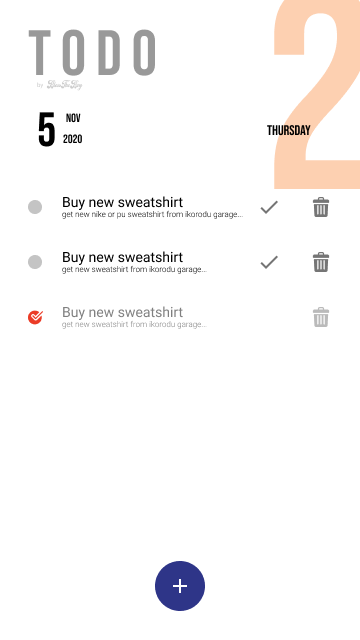 TODO
by
2
5 NOV
2020
THURSDAY
Buy new sweatshirt
get new nike or pu sweatshirt from ikorodu garage...
Buy new sweatshirt
get new sweatshirt from ikorodu garage...
Buy new sweatshirt
get new sweatshirt from ikorodu garage...